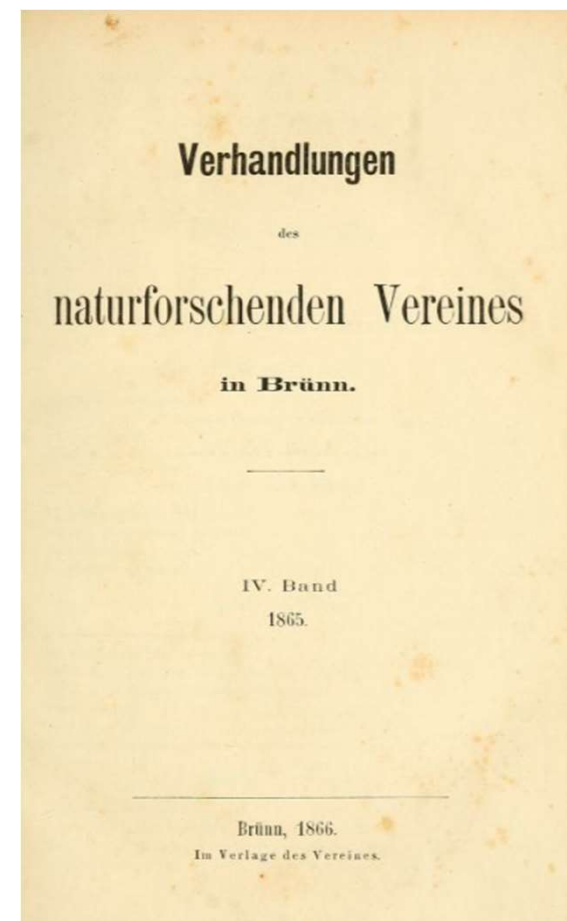 Verhandlungen
des
naturforschenden Vereines
in Brünn.
IV. Band
1865.
Brünn, 1866.
Im Verlage des Vereines.